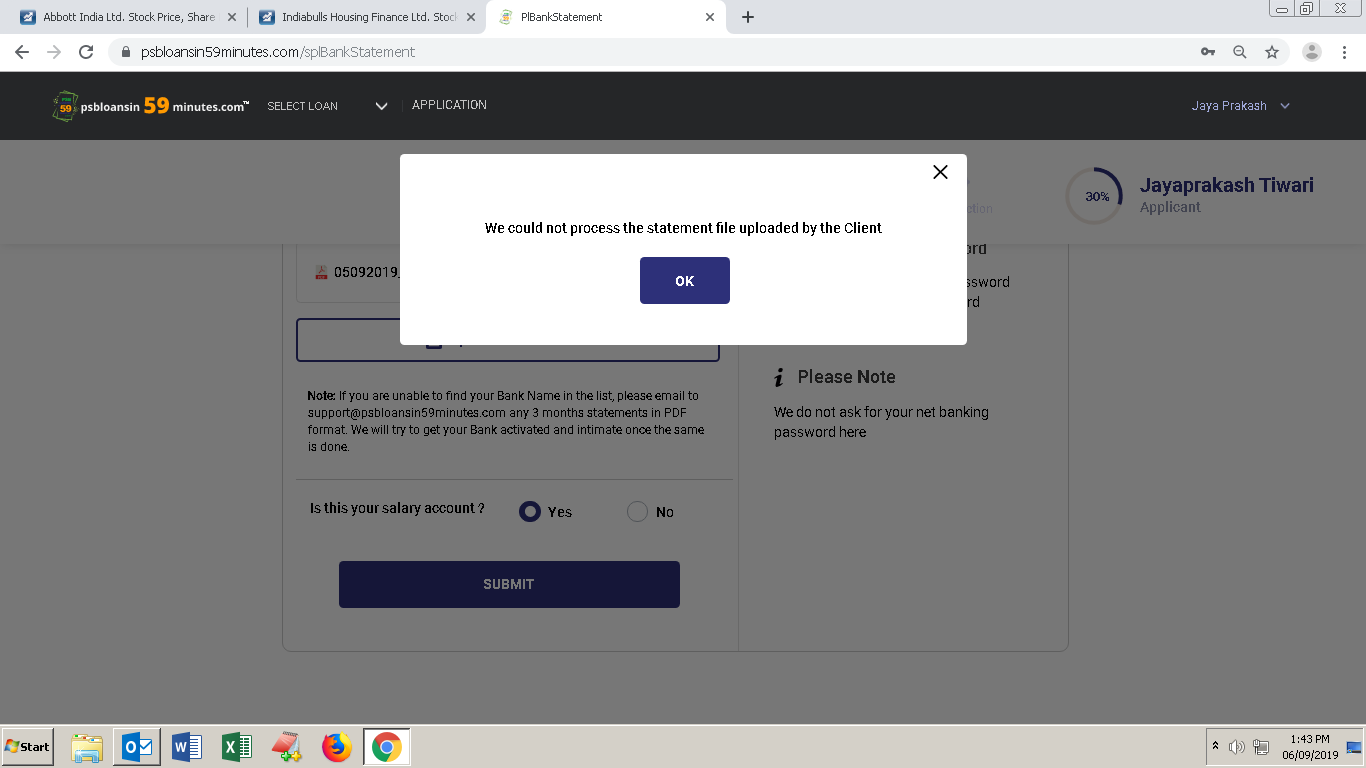 Abbott India Ltd. Stock Price, Share
Indiabulls Housing Finance Ltd. Stock
PlBankStatement
psbloansin59minutes.com/splBankStatement
psbloansin 59 minutes.com™
SELECT LOAN
APPLICATION
Jaya Prakash
30%
Jayaprakash Tiwari
Applicant
We could not process the statement file uploaded by the Client
OK
05092019_
ssword
Note: If you are unable to find your Bank Name in the list, please email to
support@psbloansin59minutes.com any 3 months statements in PDF
format. We will try to get your Bank activated and intimate once the same
is done.
Please Note
We do not ask for your net banking
password here
Is this your salary account ?
Yes
No
SUBMIT
Start
1:43 PM
06/09/2019